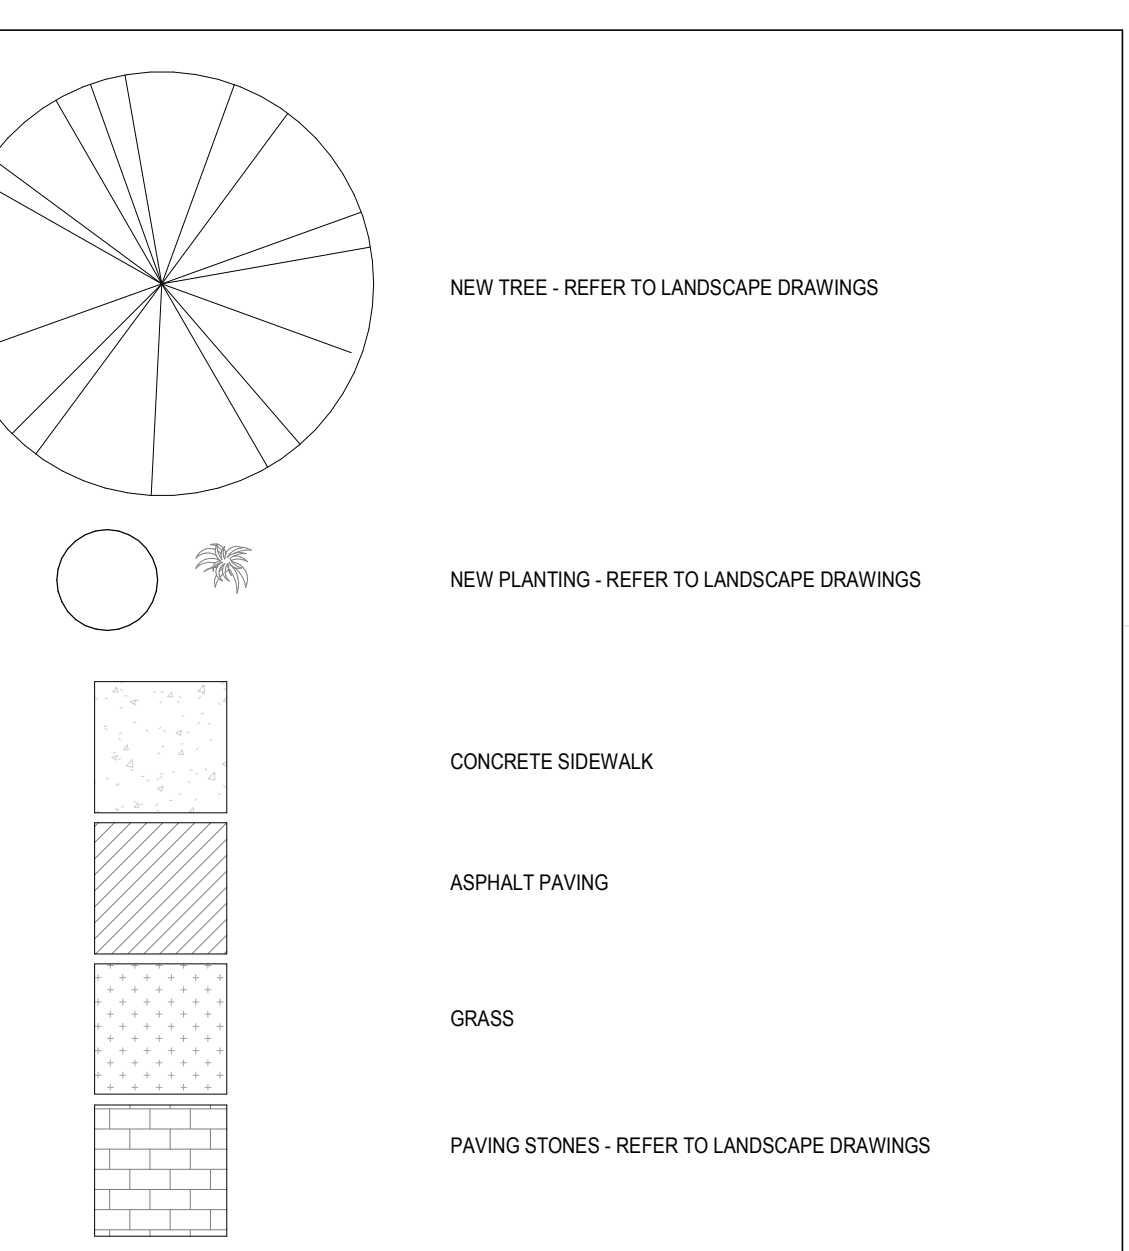 NEW TREE - REFER TO LANDSCAPE DRAWINGS
NEW PLANTING - REFER TO LANDSCAPE DRAWINGS
CONCRETE SIDEWALK
ASPHALT PAVING
GRASS
PAVING STONES - REFER TO LANDSCAPE DRAWINGS